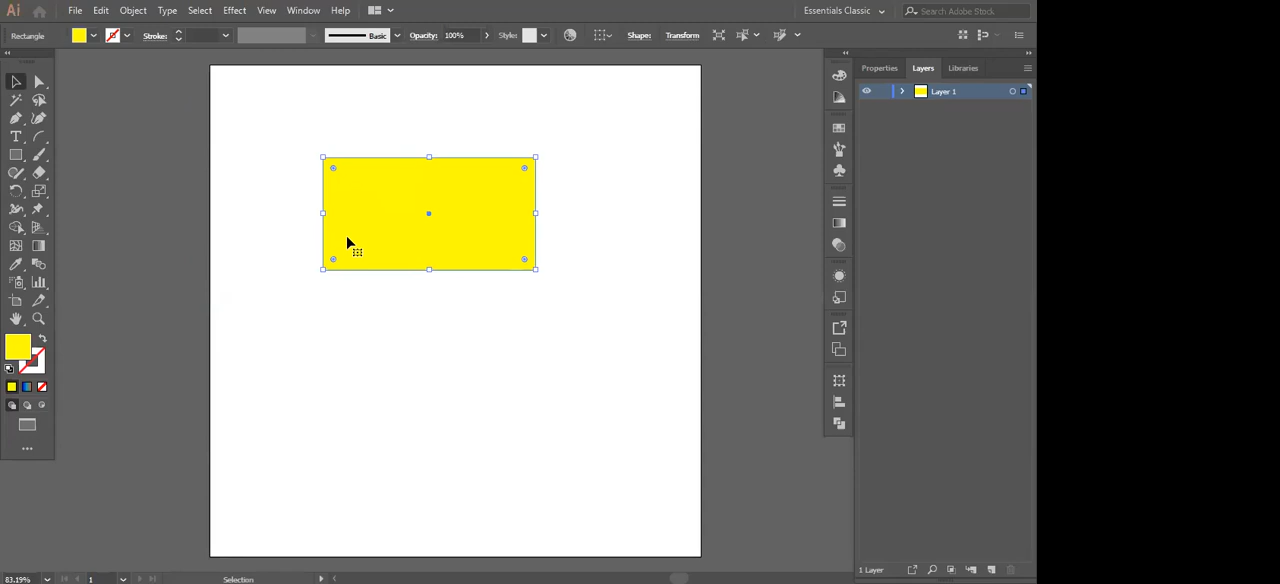 Ai File Edit Object Type Select Effect View Window Help Essentials Classic Search Adobe Stock
Rectangle Stroke: Basic Opacity: 100% Style: Shape: Transform
Properties Layers Libraries
Layer 1
T
1 Layer
83.19% 1 Selection